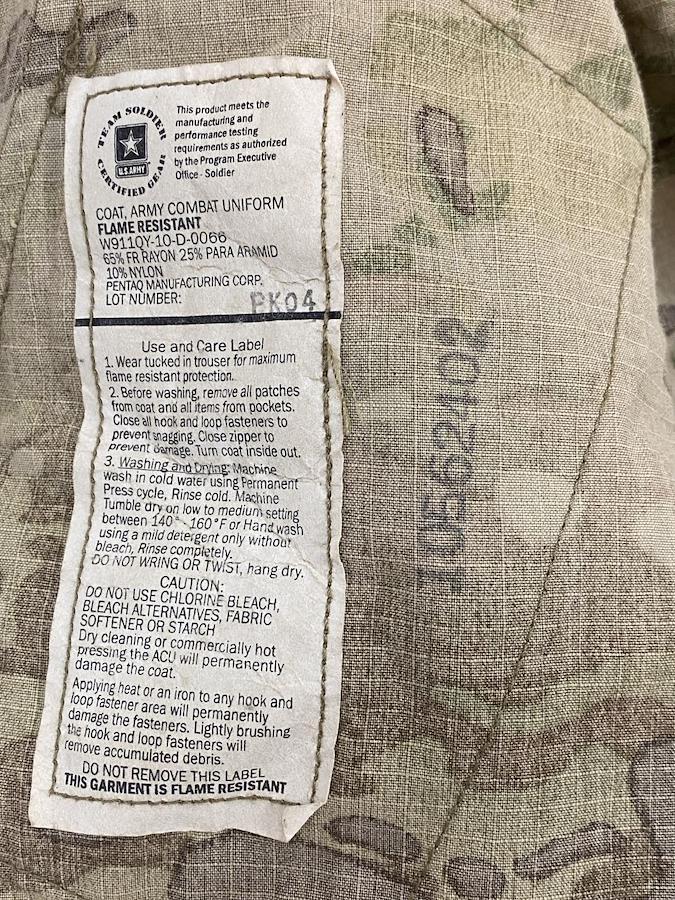 TEAM SOLDIER
U.S. ARMY
CERTIFIED GEAR
This product meets the
manufacturing and
performance testing
requirements as authorized
by the Program Executive
Office - Soldier
COAT, ARMY COMBAT UNIFORM
FLAME RESISTANT
W911QY-10-D-0066
65% FR RAYON 25% PARA ARAMID
10% NYLON
PENTAQ MANUFACTURING CORP.
LOT NUMBER: PK04
Use and Care Label
1. Wear tucked in trouser for maximum
flame resistant protection.
2. Before washing, remove all patches
from coat and all items from pockets.
Close all hook and loop fasteners to
prevent snagging. Close zipper to
prevent damage. Turn coat inside out.
3. Washing and Drying: Machine
wash in cold water using Permanent
Press cycle, Rinse cold. Machine
Tumble dry on low to medium setting
between 140° - 160°F or Hand wash
using a mild detergent only without
bleach, Rinse completely.
DO NOT WRING OR TWIST, hang dry.
CAUTION:
DO NOT USE CHLORINE BLEACH,
BLEACH ALTERNATIVES, FABRIC
SOFTENER OR STARCH
Dry cleaning or commercially hot
pressing the ACU will permanently
damage the coat.
Applying heat or an iron to any hook and
loop fastener area will permanently
damage the fasteners. Lightly brushing
the hook and loop fasteners will
remove accumulated debris.
DO NOT REMOVE THIS LABEL
THIS GARMENT IS FLAME RESISTANT
10562408